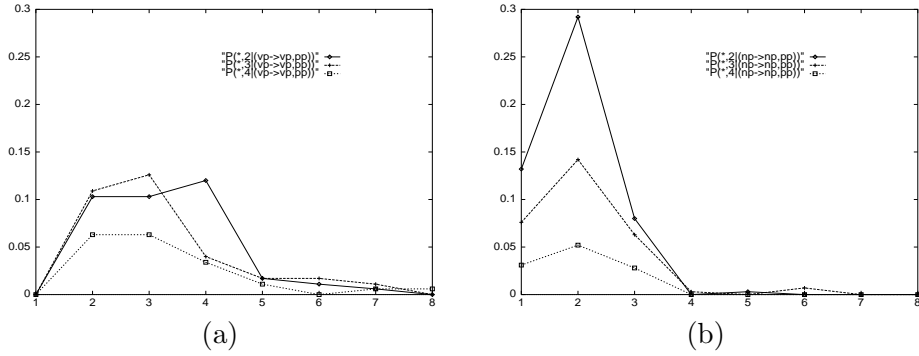 0.3
0.25
0.2
0.15
0.1
0.05
0
1 2 3 4 5 6 7 8
"P(*,2|(vp->vp,pp))"
"P(*,3|(vp->vp,pp))"
"P(*,4|(vp->vp,pp))"
(a)
0.3
0.25
0.2
0.15
0.1
0.05
0
1 2 3 4 5 6 7 8
"P(*,2|(np->np,pp))"
"P(*,3|(np->np,pp))"
"P(*,4|(np->np,pp))"
(b)